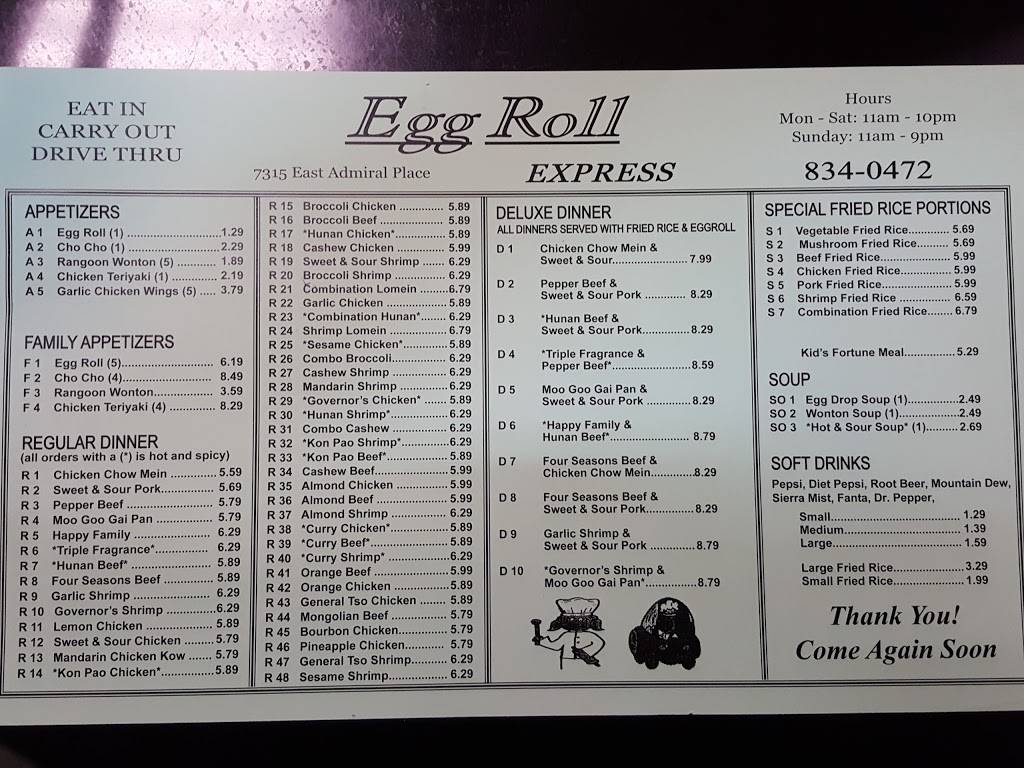 EAT IN
CARRY OUT
DRIVE THRU
Egg Roll
7315 East Admiral Place
EXPRESS
Hours
Mon - Sat: 11am - 10pm
Sunday: 11am - 9pm
834-0472
APPETIZERS
A 1 Egg Roll (1) ..............................1.29
A 2 Cho Cho (1) ............................2.29
A 3 Rangoon Wonton (5) ............ 1.89
A 4 Chicken Teriyaki (1) ............. 2.19
A 5 Garlic Chicken Wings (5) ..... 3.79
FAMILY APPETIZERS
F 1 Egg Roll (5)............................ 6.19
F 2 Cho Cho (4)........................... 8.49
F 3 Rangoon Wonton.................. 3.59
F 4 Chicken Teriyaki (4) .............. 8.29
REGULAR DINNER
(all orders with a (*) is hot and spicy)
R 1 Chicken Chow Mein ............. 5.59
R 2 Sweet & Sour Pork................5.69
R 3 Pepper Beef .......................... 5.79
R 4 Moo Goo Gai Pan ................. 5.79
R 5 Happy Family ....................... 6.29
R 6 *Triple Fragrance*................. 6.29
R 7 *Hunan Beef* ........................ 5.89
R 8 Four Seasons Beef ............... 5.89
R 9 Garlic Shrimp ....................... 6.29
R 10 Governor's Shrimp ...............6.29
R 11 Lemon Chicken .................... 5.89
R 12 Sweet & Sour Chicken .........5.79
R 13 Mandarin Chicken Kow ....... 5.79
R 14 *Kon Pao Chicken*................5.89
R 15 Broccoli Chicken ............. 5.89
R 16 Broccoli Beef ................... 5.89
R 17 *Hunan Chicken*.............. 5.89
R 18 Cashew Chicken .............. 5.99
R 19 Sweet & Sour Shrimp ...... 6.29
R 20 Broccoli Shrimp ............... 6.29
R 21 Combination Lomein ........6.79
R 22 Garlic Chicken ................. 5.89
R 23 *Combination Hunan*....... 6.29
R 24 Shrimp Lomein ................ 6.79
R 25 *Sesame Chicken*.............5.89
R 26 Combo Broccoli............... 6.29
R 27 Cashew Shrimp ............... 6.29
R 28 Mandarin Shrimp ............. 6.29
R 29 *Governor's Chicken* ...... 5.89
R 30 *Hunan Shrimp*................ 6.29
R 31 Combo Cashew ............... 6.29
R 32 *Kon Pao Shrimp*............. 6.29
R 33 *Kon Pao Beef*................. 5.89
R 34 Cashew Beef.................... 5.99
R 35 Almond Chicken .............. 5.99
R 36 Almond Beef ................... 5.99
R 37 Almond Shrimp ............... 6.29
R 38 *Curry Chicken*............... 5.89
R 39 *Curry Beef*.................... 5.89
R 40 *Curry Shrimp* ................ 6.29
R 41 Orange Beef .................... 5.99
R 42 Orange Chicken .............. 5.89
R 43 General Tso Chicken ....... 5.89
R 44 Mongolian Beef .............. 5.79
R 45 Bourbon Chicken............. 5.79
R 46 Pineapple Chicken........... 5.79
R 47 General Tso Shrimp......... 6.29
R 48 Sesame Shrimp................ 6.29
DELUXE DINNER
ALL DINNERS SERVED WITH FRIED RICE & EGGROLL
D 1 Chicken Chow Mein &
Sweet & Sour.......................7.99
D 2 Pepper Beef &
Sweet & Sour Pork ............. 8.29
D 3 *Hunan Beef &
Sweet & Sour Pork...............8.29
D 4 *Triple Fragrance &
Pepper Beef*........................8.59
D 5 Moo Goo Gai Pan &
Sweet & Sour Pork ..............8.29
D 6 *Happy Family &
Hunan Beef*......................... 8.79
D 7 Four Seasons Beef &
Chicken Chow Mein.............8.29
D 8 Four Seasons Beef &
Sweet & Sour Pork...............8.29
D 9 Garlic Shrimp &
Sweet & Sour Pork ..............8.79
D 10 *Governor's Shrimp &
Moo Goo Gai Pan*................8.79
SPECIAL FRIED RICE PORTIONS
S 1 Vegetable Fried Rice............. 5.69
S 2 Mushroom Fried Rice.......... 5.69
S 3 Beef Fried Rice..................... 5.99
S 4 Chicken Fried Rice................ 5.99
S 5 Pork Fried Rice......................5.99
S 6 Shrimp Fried Rice ................ 6.59
S 7 Combination Fried Rice........ 6.79
Kid's Fortune Meal................ 5.29
SOUP
SO 1 Egg Drop Soup (1)................2.49
SO 2 Wonton Soup (1)...................2.49
SO 3 *Hot & Sour Soup* (1)..........2.69
SOFT DRINKS
Pepsi, Diet Pepsi, Root Beer, Mountain Dew,
Sierra Mist, Fanta, Dr. Pepper,
Small....................................... 1.29
Medium................................... 1.39
Large....................................... 1.59
Large Fried Rice.....................3.29
Small Fried Rice.................... 1.99
Thank You!
Come Again Soon